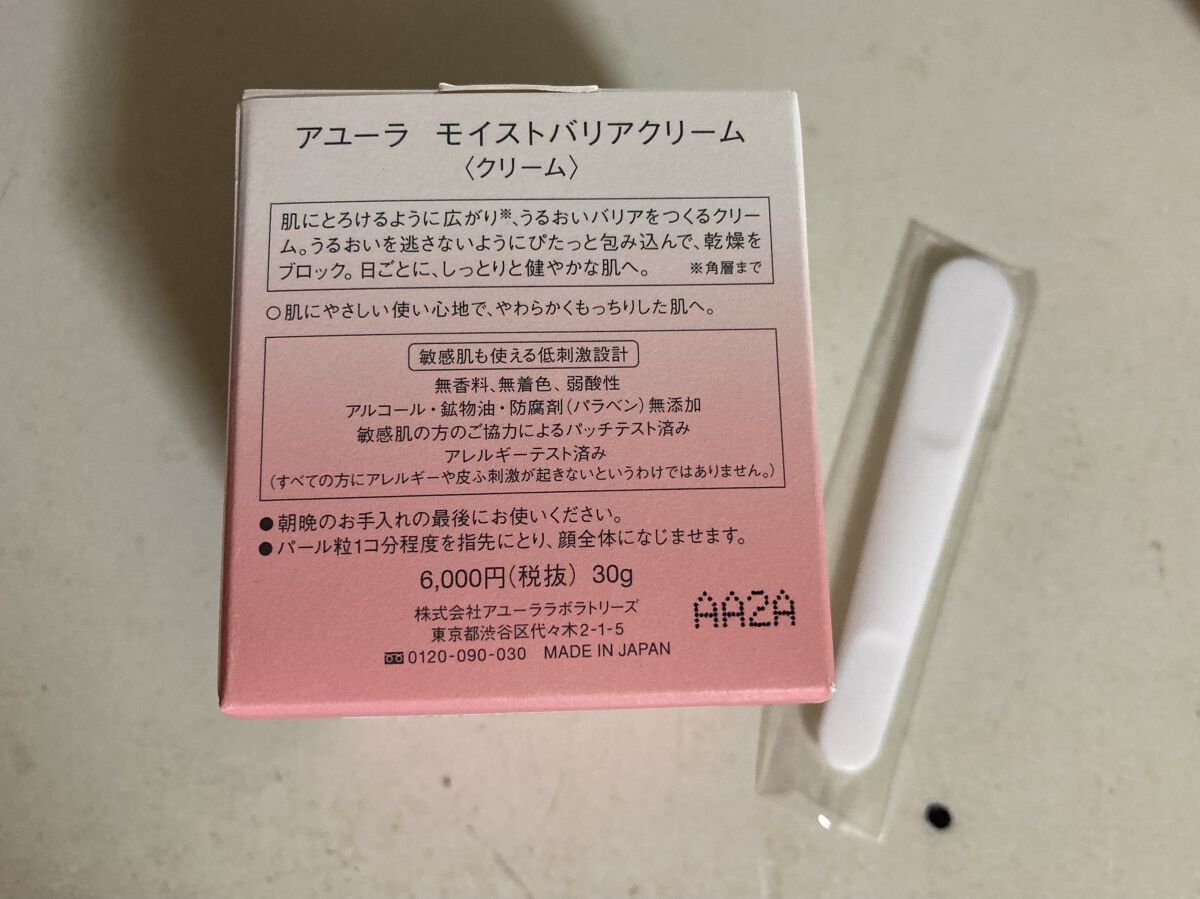 アユーラ モイストバリアクリーム
〈クリーム〉
肌にとろけるように広がり※、うるおいバリアをつくるクリー
ム。うるおいを逃さないようにぴたっと包み込んで、乾燥を
ブロック。日ごとに、しっとりと健やかな肌へ。 ※角層まで
○肌にやさしい使い心地で、やわらかくもっちりした肌へ。
敏感肌も使える低刺激設計
無香料、無着色、弱酸性
アルコール・鉱物油・防腐剤(パラベン)無添加
敏感肌の方のご協力によるパッチテスト済み
アレルギーテスト済み
(すべての方にアレルギーや皮ふ刺激が起きないというわけではありません。)
●朝晩のお手入れの最後にお使いください。
●パール粒1コ分程度を指先にとり、顔全体になじませます。
6,000円(税抜) 30g
株式会社アユーララボラトリーズ
東京都渋谷区代々木2-1-5
0120-090-030 MADE IN JAPAN
AA2A